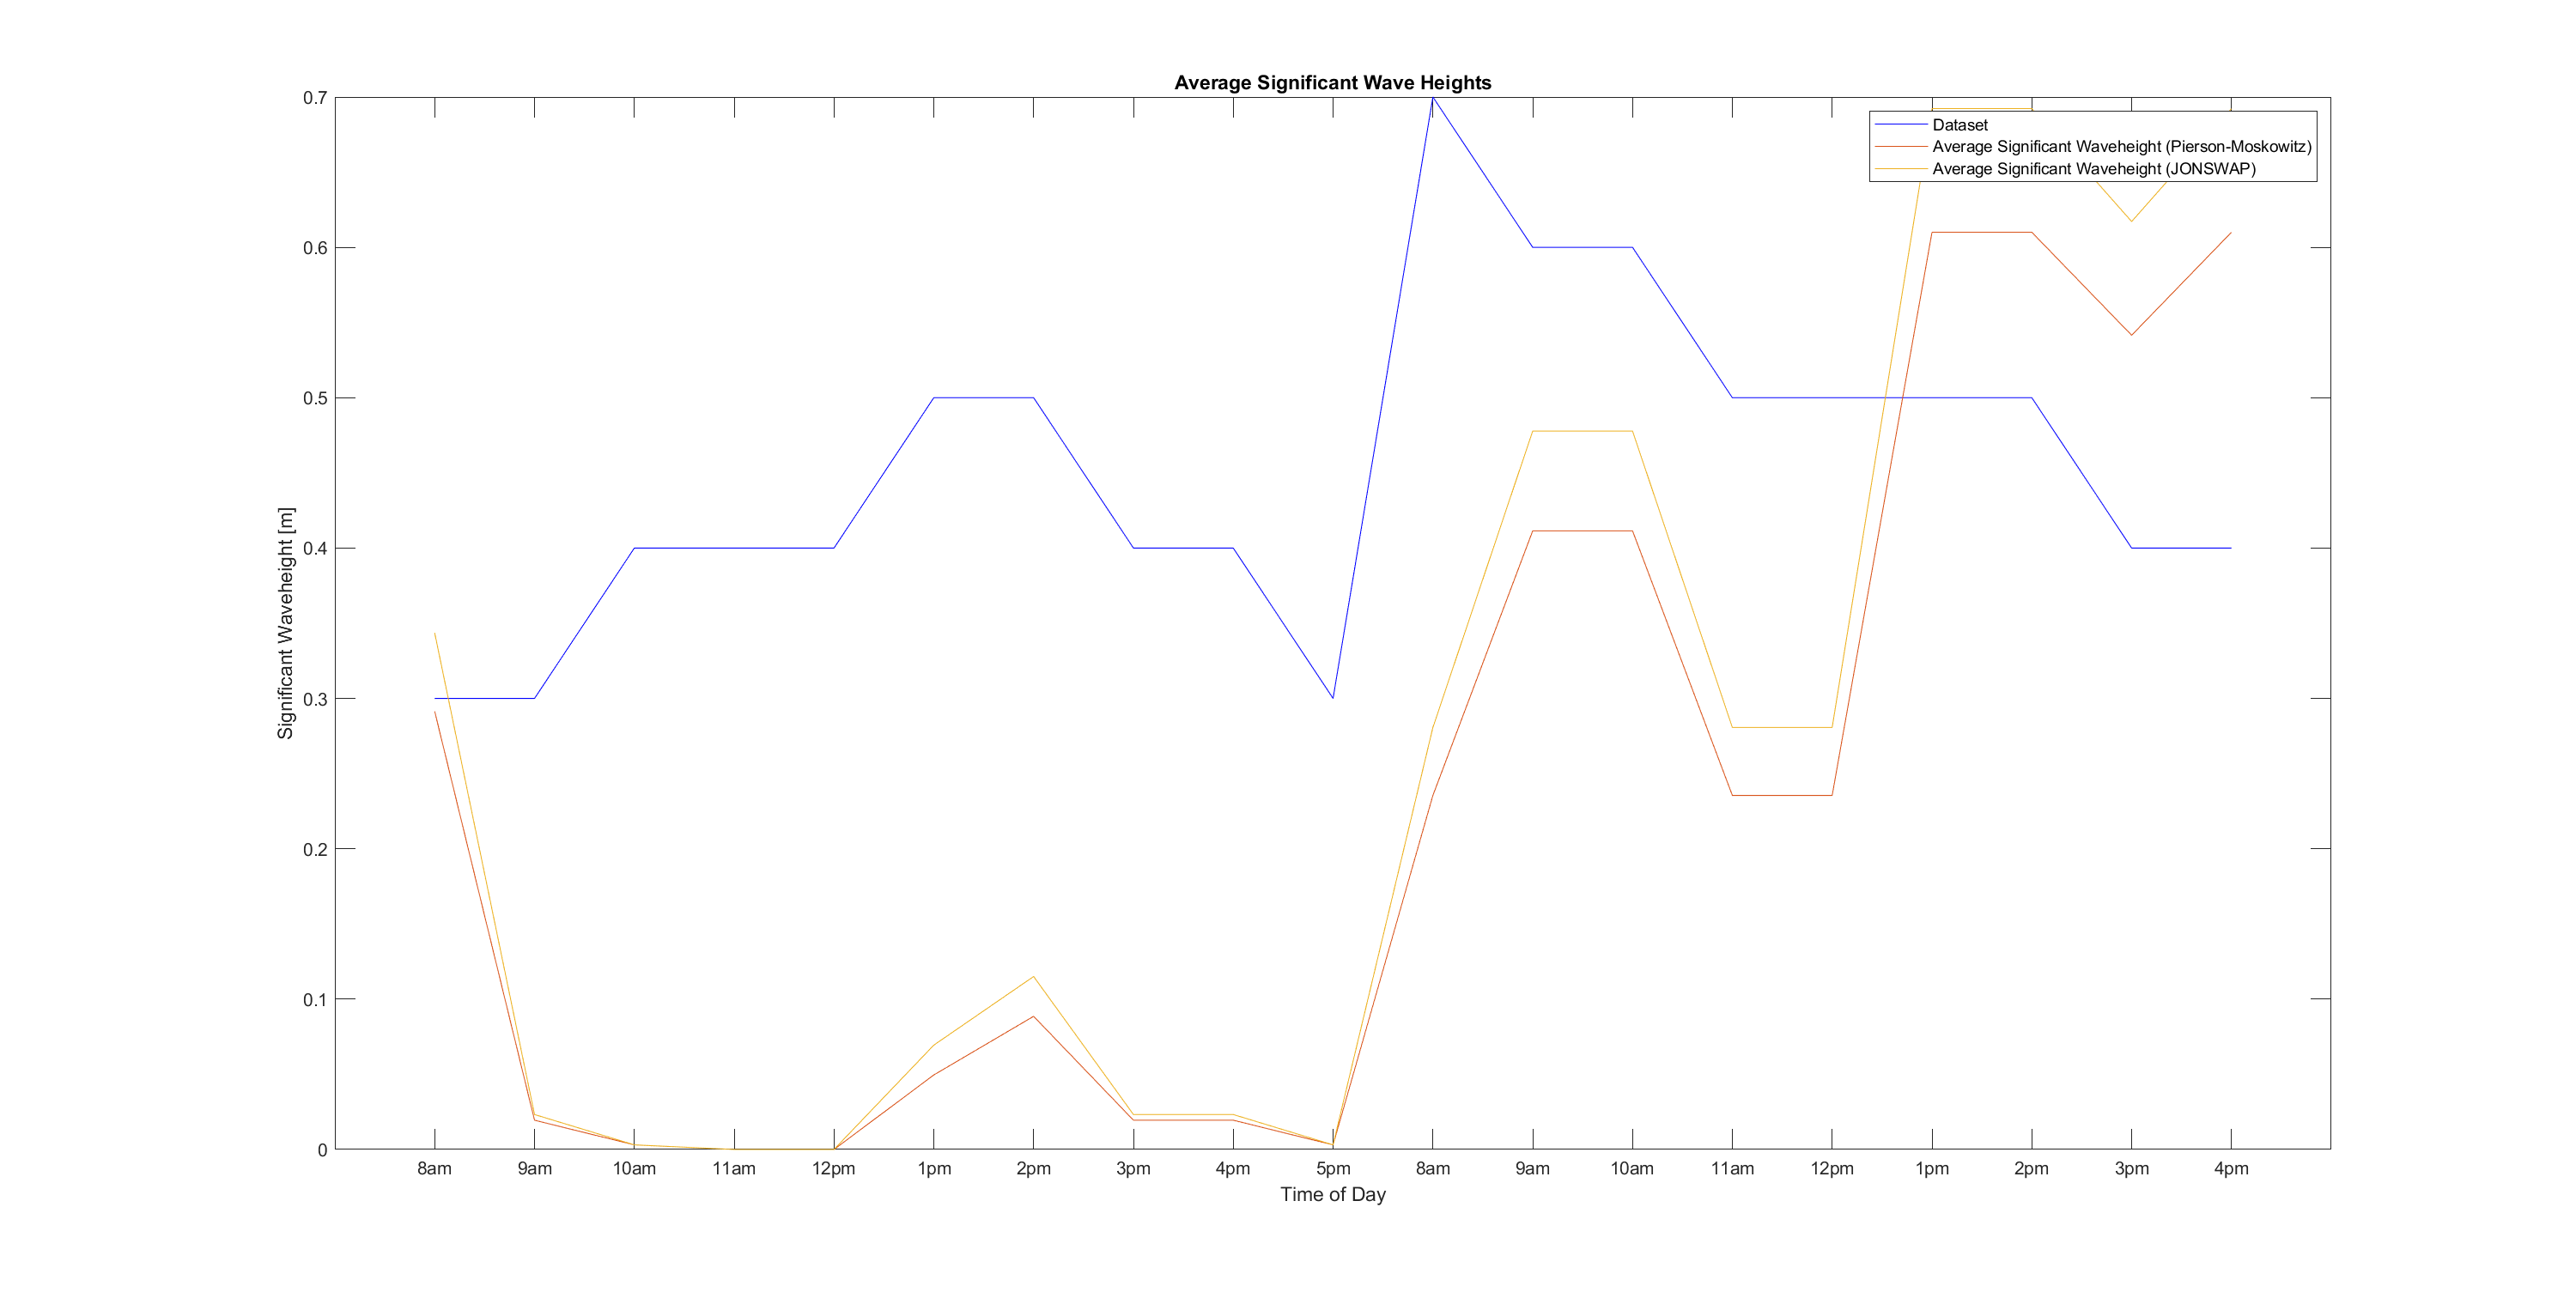 Average Significant Wave Heights
0.7
0.6
0.5
0.4
0.3
0.2
0.1
0
Significant Waveheight [m]
Dataset
Average Significant Waveheight (Pierson-Moskowitz)
Average Significant Waveheight (JONSWAP)
8am 9am 10am 11am 12pm 1pm 2pm 3pm 4pm 5pm 8am 9am 10am 11am 12pm 1pm 2pm 3pm 4pm
Time of Day